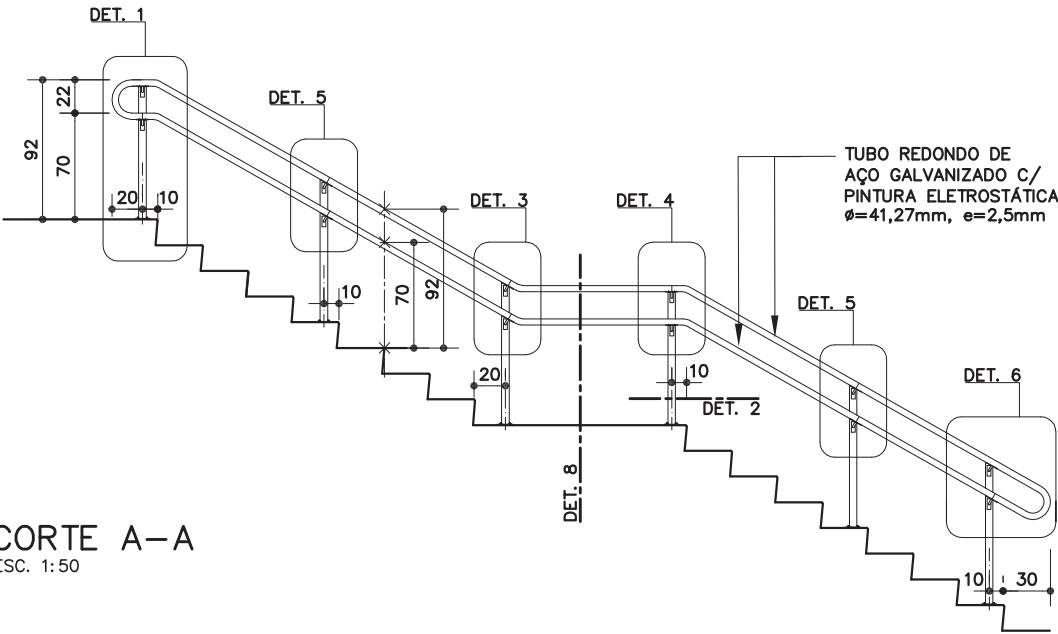 DET. 1
22
92
70
20
10
DET. 5
10
70
92
DET. 3
20
DET. 4
TUBO REDONDO DE
AÇO GALVANIZADO C/
PINTURA ELETROSTÁTICA
ø=41,27mm, e=2,5mm
10
DET. 2
DET. 8
DET. 5
DET. 6
10
30
CORTE A-A
ESC. 1:50